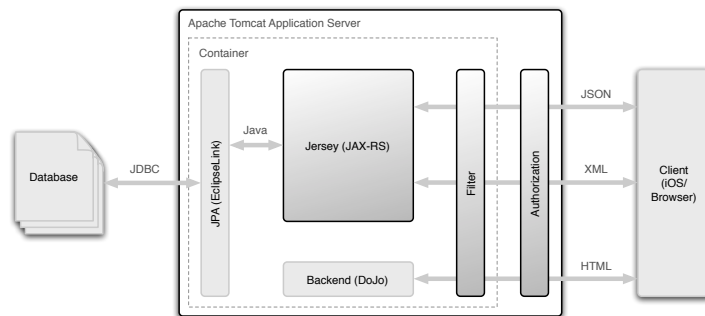 Apache Tomcat Application Server
Container
JSON
Java
Jersey (JAX-RS)
JDBC
Database
JPA (EclipseLink)
Filter
Authorization
XML
Client
(iOS/
Browser)
Backend (DoJo)
HTML